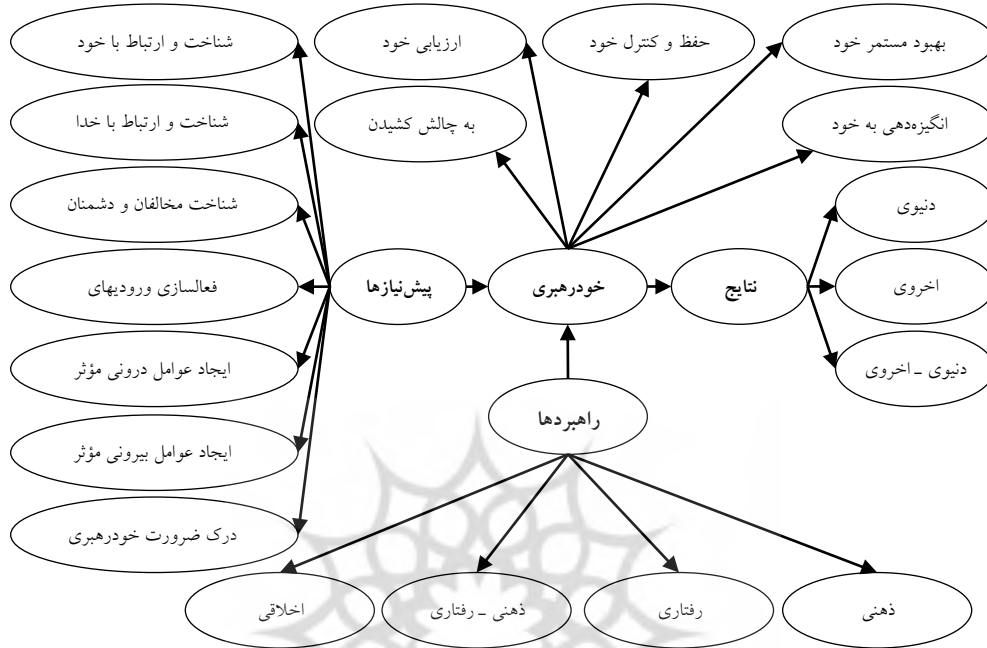 بهبود مستمر خود
حفظ و کنترل خود
ارزیابی خود
شناخت و ارتباط با خود
انگیزه‌دهی به خود
به چالش کشیدن
شناخت و ارتباط با خدا
دنیوی
شناخت مخالفان و دشمنان
اخروی
نتایج
خودرهبری
پیش‌نیازها
فعالسازی ورودیهای
دنیوی ـ اخروی
ایجاد عوامل درونی مؤثر
راهبردها
ایجاد عوامل بیرونی مؤثر
درک ضرورت خودرهبری
ذهنی
رفتاری
ذهنی ـ رفتاری
اخلاقی